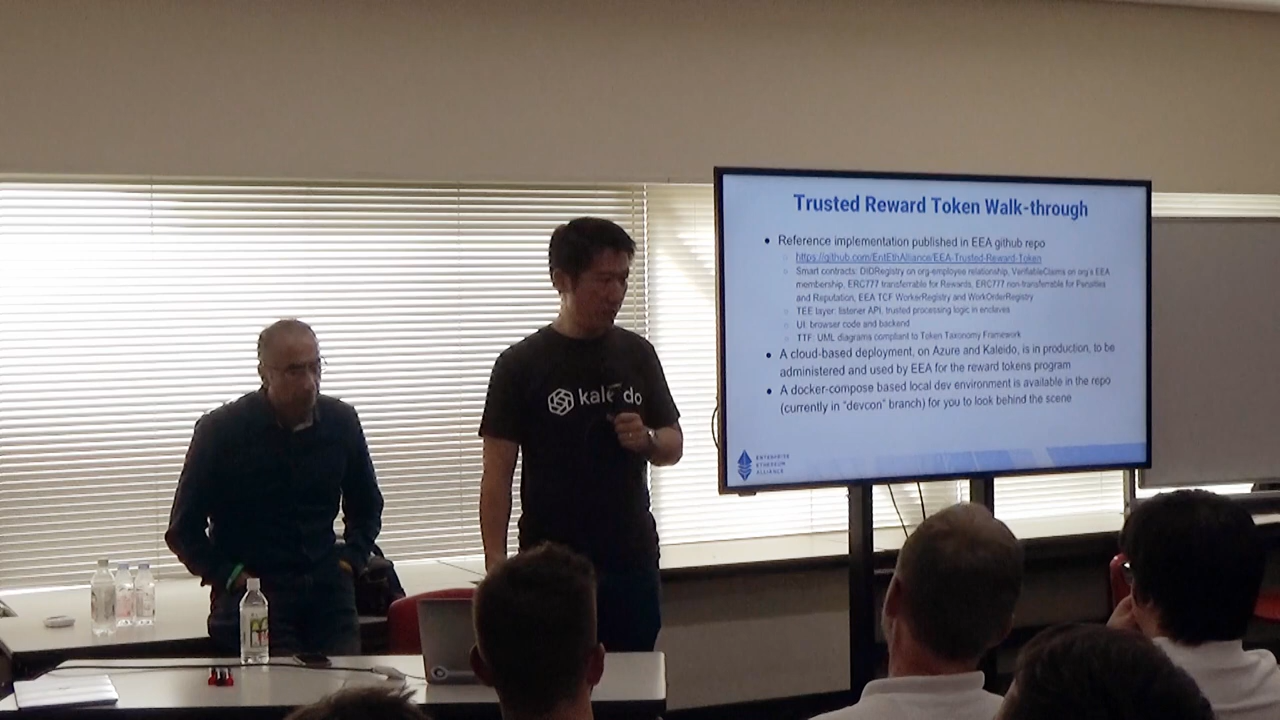 Trusted Reward Token Walk-through
• Reference implementation published in EEA github repo
https://github.com/EntEthAlliance/EEA-Trusted-Reward-Token
Smart contracts: DIDRegistry on org-employee relationship, VerifiableClaims on org's EEA
membership, ERC777 transferrable for Rewards, ERC777 non-transferrable for Penalties
and Reputation, EEA TCF WorkerRegistry and WorkOrderRegistry
TEE layer: listener API, trusted processing logic in enclaves
UI: browser code and backend
TTF: UML diagrams compliant to Token Taxonomy Framework
• A cloud-based deployment, on Azure and Kaleido, is in production, to be
administered and used by EEA for the reward tokens program
• A docker-compose based local dev environment is available in the repo
(currently in "devcon" branch) for you to look behind the scene
ENTERPRISE
ETHEREUM
ALLIANCE
kaleido